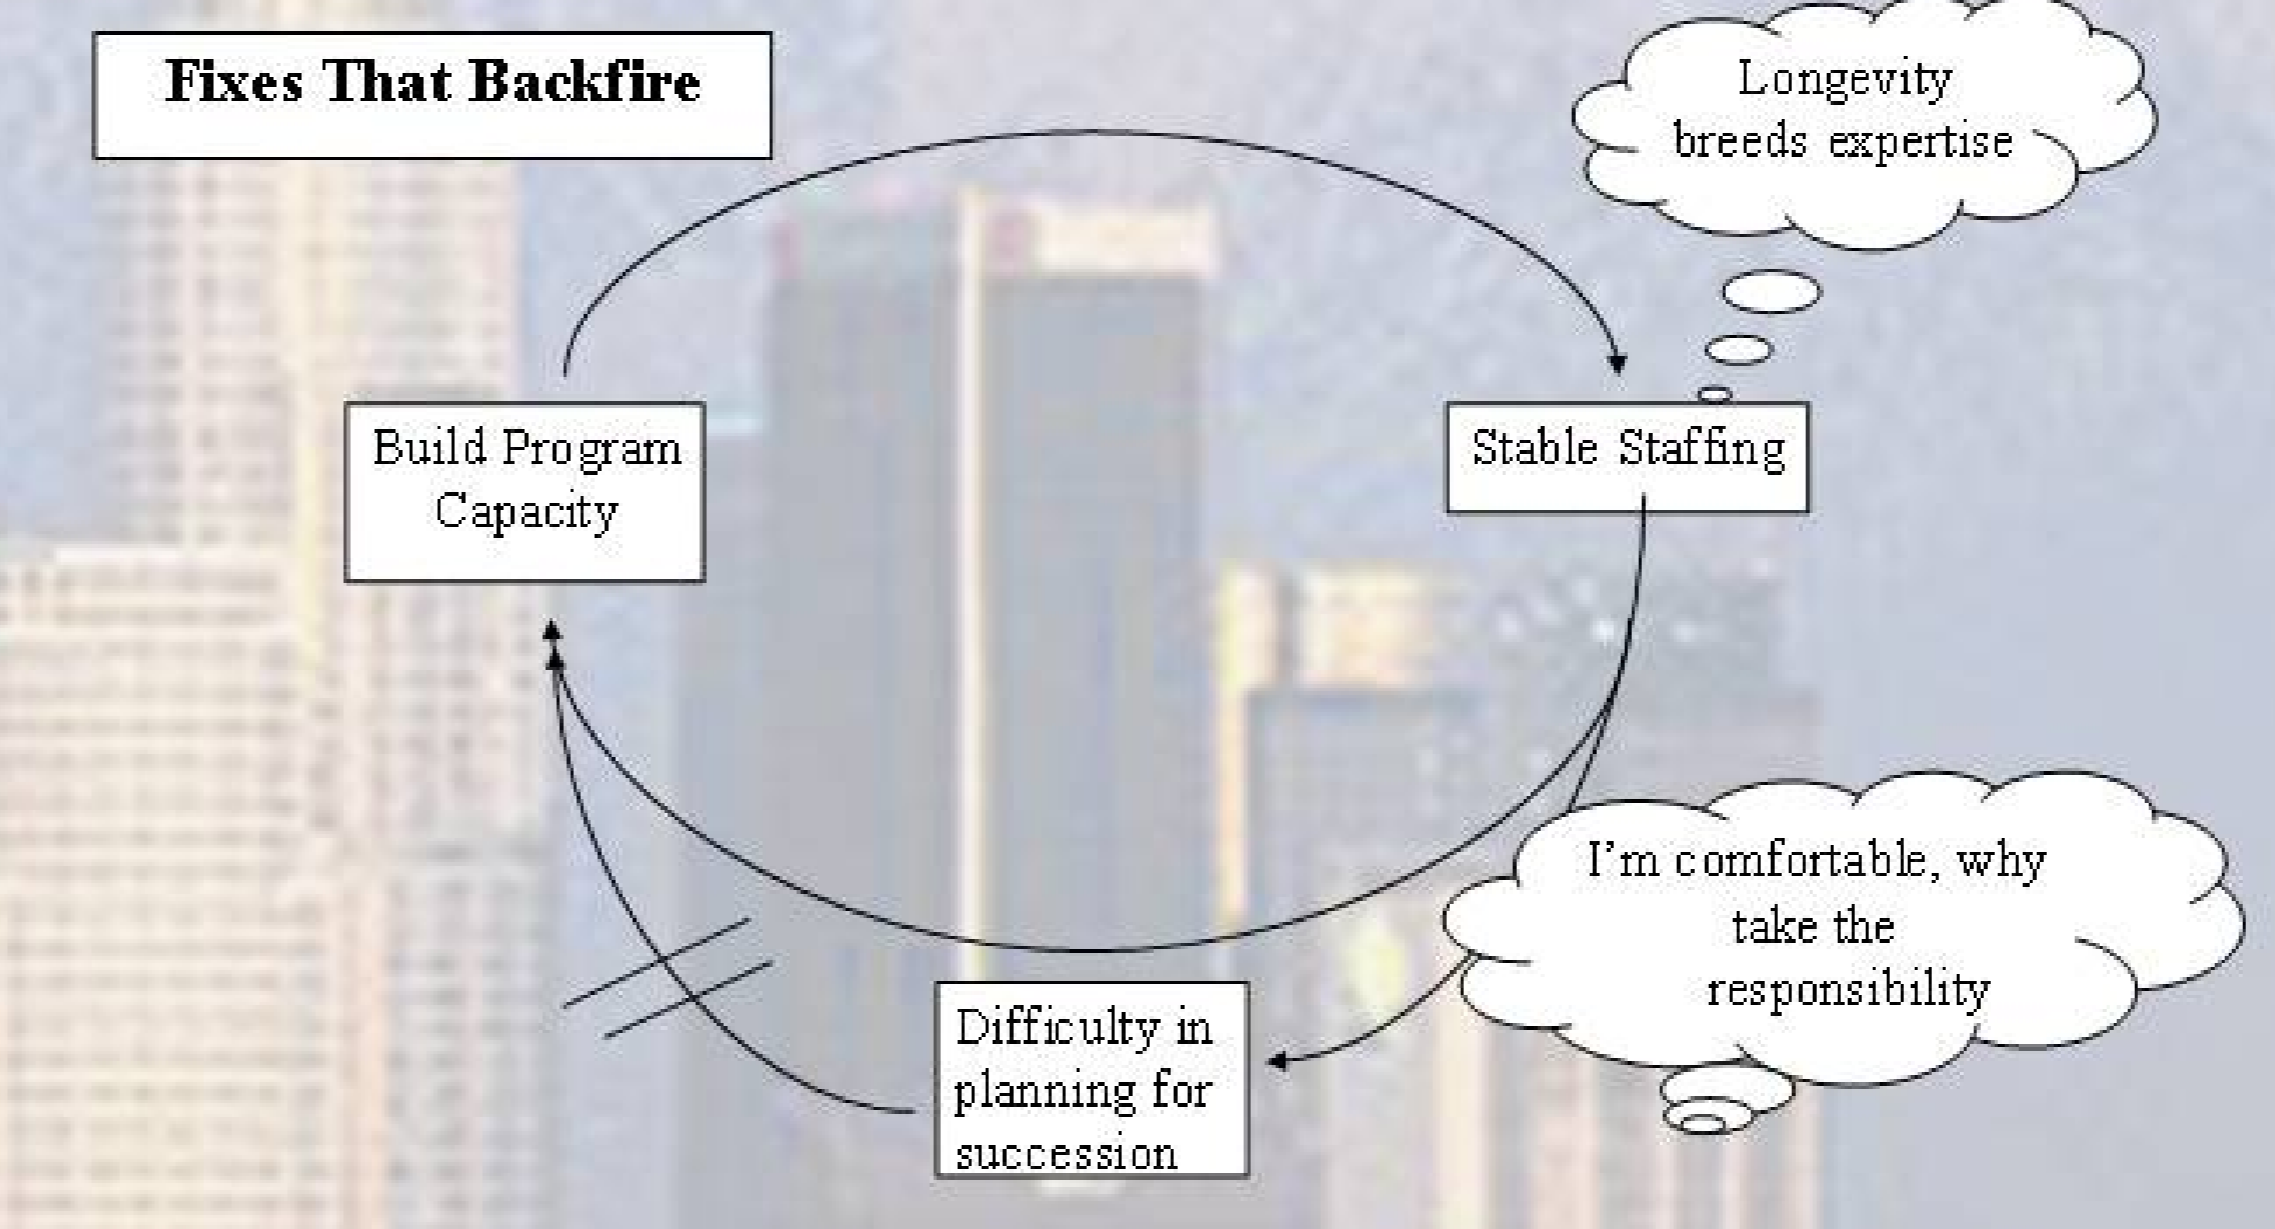 Fixes That Backfire
Longevity
breeds expertise
Build Program
Capacity
Stable Staffing
I'm comfortable, why
take the
responsibility
Difficulty in
planning for
succession